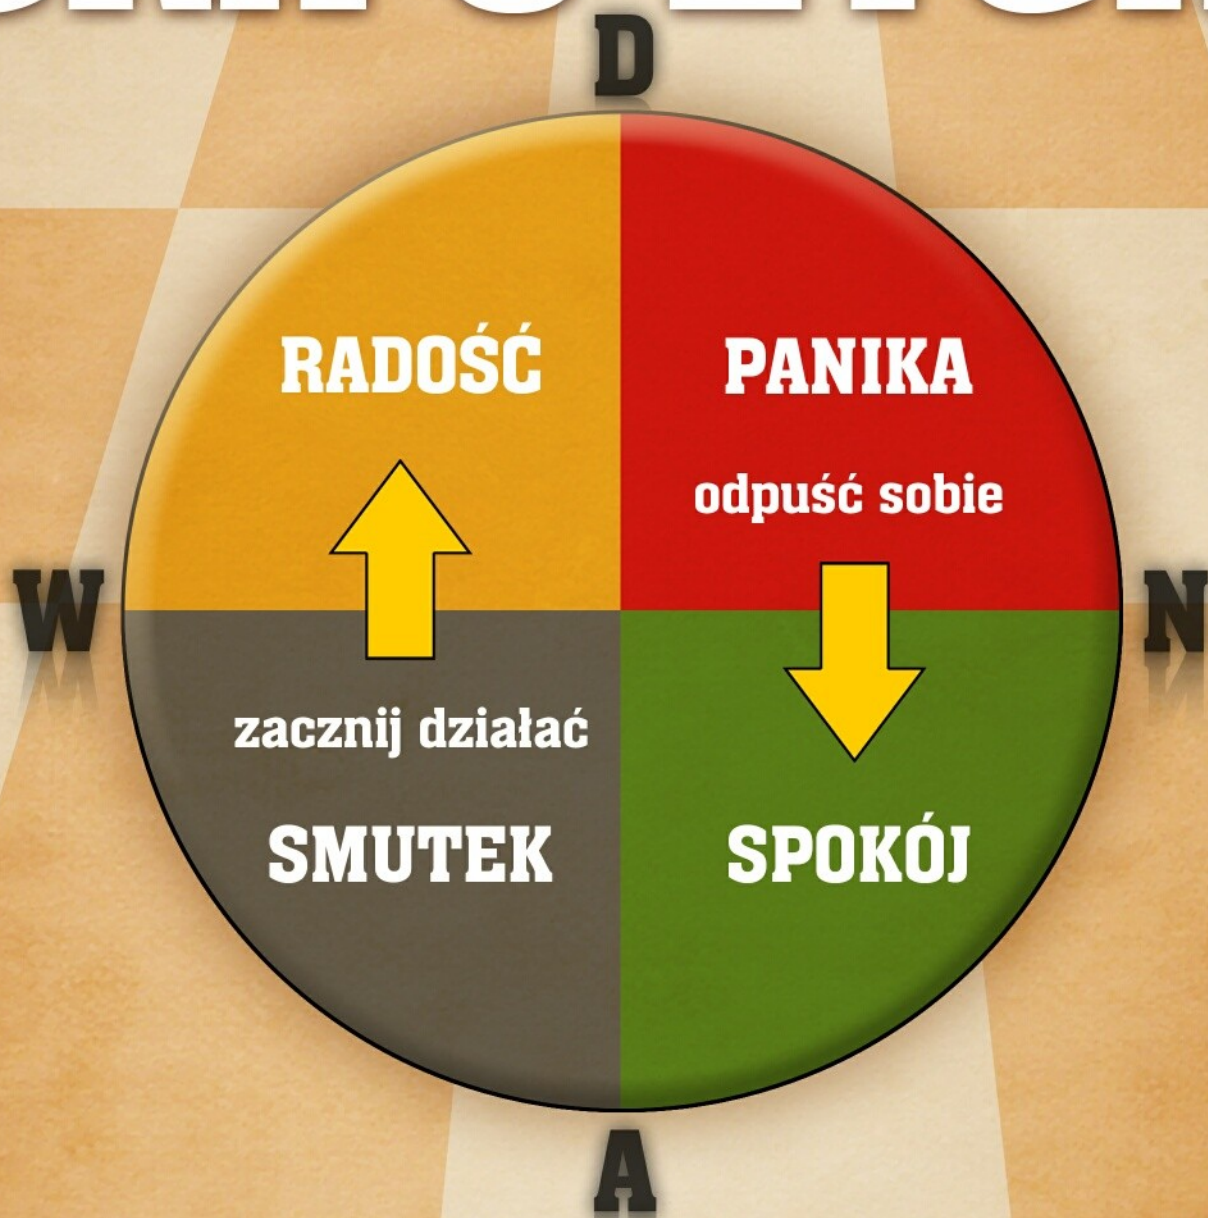 D
RADOŚĆ
PANIKA
odpuść sobie
W
N
zacznij działać
SMUTEK
SPOKÓJ
A